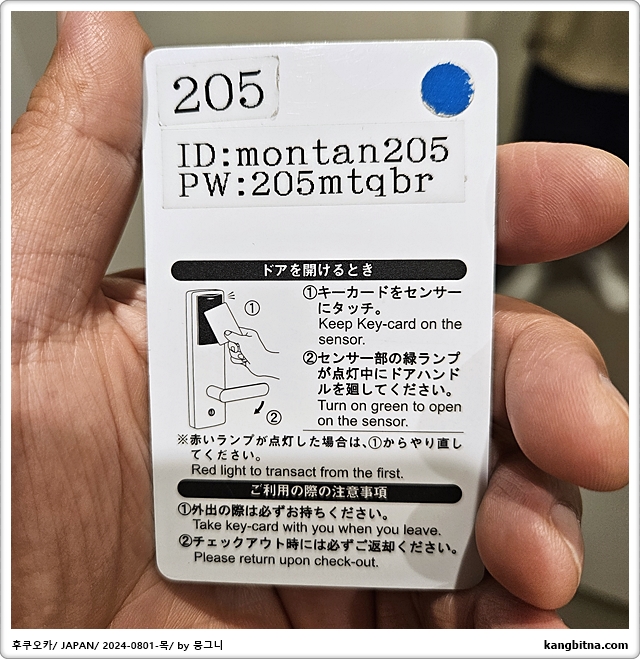 205
ID:montan205
PW:205mtqbr
ドアを開けるとき
①
②
①キーカードをセンサー
にタッチ。
Keep Key-card on the
sensor.
②センサー部の緑ランプ
が点灯中にドアハンド
ルを廻してください。
Turn on green to open
on the sensor.
※赤いランプが点灯した場合は、①からやり直し
てください。
Red light to transact from the first.
ご利用の際の注意事項
①外出の際は必ずお持ちください。
Take key-card with you when you leave.
②チェックアウト時には必ずご返却ください。
Please return upon check-out.
후쿠오카/ JAPAN/ 2024-0801-목/ by 뭉그니
kangbitna.com